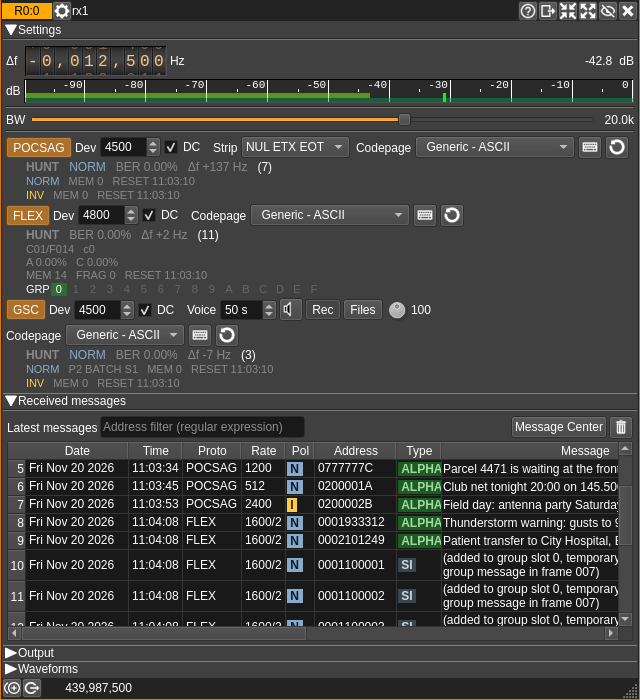 R0:0 rx1
Settings
Δf -0,012,500 Hz -42.8 dB
dB -90 -80 -70 -60 -50 -40 -30 -20 -10 0
BW 20.0k
POCSAG Dev 4500 DC Strip NUL ETX EOT Codepage Generic - ASCII
HUNT NORM BER 0.00% Δf +137 Hz (7)
NORM MEM 0 RESET 11:03:10
INV MEM 0 RESET 11:03:10
FLEX Dev 4800 DC Codepage Generic - ASCII
HUNT BER 0.00% Δf +2 Hz (11)
C01/F014 c0
A 0.00% C 0.00%
MEM 14 FRAG 0 RESET 11:03:10
GRP 0 1 2 3 4 5 6 7 8 9 A B C D E F
GSC Dev 4500 DC Voice 50 s Rec Files 100
Codepage Generic - ASCII
HUNT NORM BER 0.00% Δf -7 Hz (3)
NORM P2 BATCH S1 MEM 0 RESET 11:03:10
INV MEM 0 RESET 11:03:10
Received messages
Latest messages Address filter (regular expression) Message Center
Date Time Proto Rate Pol Address Type Message
5 Fri Nov 20 2026 11:03:34 POCSAG 1200 N 0777777C ALPHA Parcel 4471 is waiting at the front
6 Fri Nov 20 2026 11:03:45 POCSAG 512 N 0200001A ALPHA Club net tonight 20:00 on 145.500
7 Fri Nov 20 2026 11:03:53 POCSAG 2400 I 0200002B ALPHA Field day: antenna party Saturday
8 Fri Nov 20 2026 11:04:08 FLEX 1600/2 N 0001933312 ALPHA Thunderstorm warning: gusts to 9
9 Fri Nov 20 2026 11:04:08 FLEX 1600/2 N 0002101249 ALPHA Patient transfer to City Hospital,
10 Fri Nov 20 2026 11:04:08 FLEX 1600/2 N 0001100001 SI (added to group slot 0, temporary
group message in frame 007)
11 Fri Nov 20 2026 11:04:08 FLEX 1600/2 N 0001100002 SI (added to group slot 0, temporary
group message in frame 007)
12 Fri Nov 20 2026 11:04:08 FLEX 1600/2 N 0001100003 SI (added to group slot 0, temporary
Output
Waveforms
439,987,500